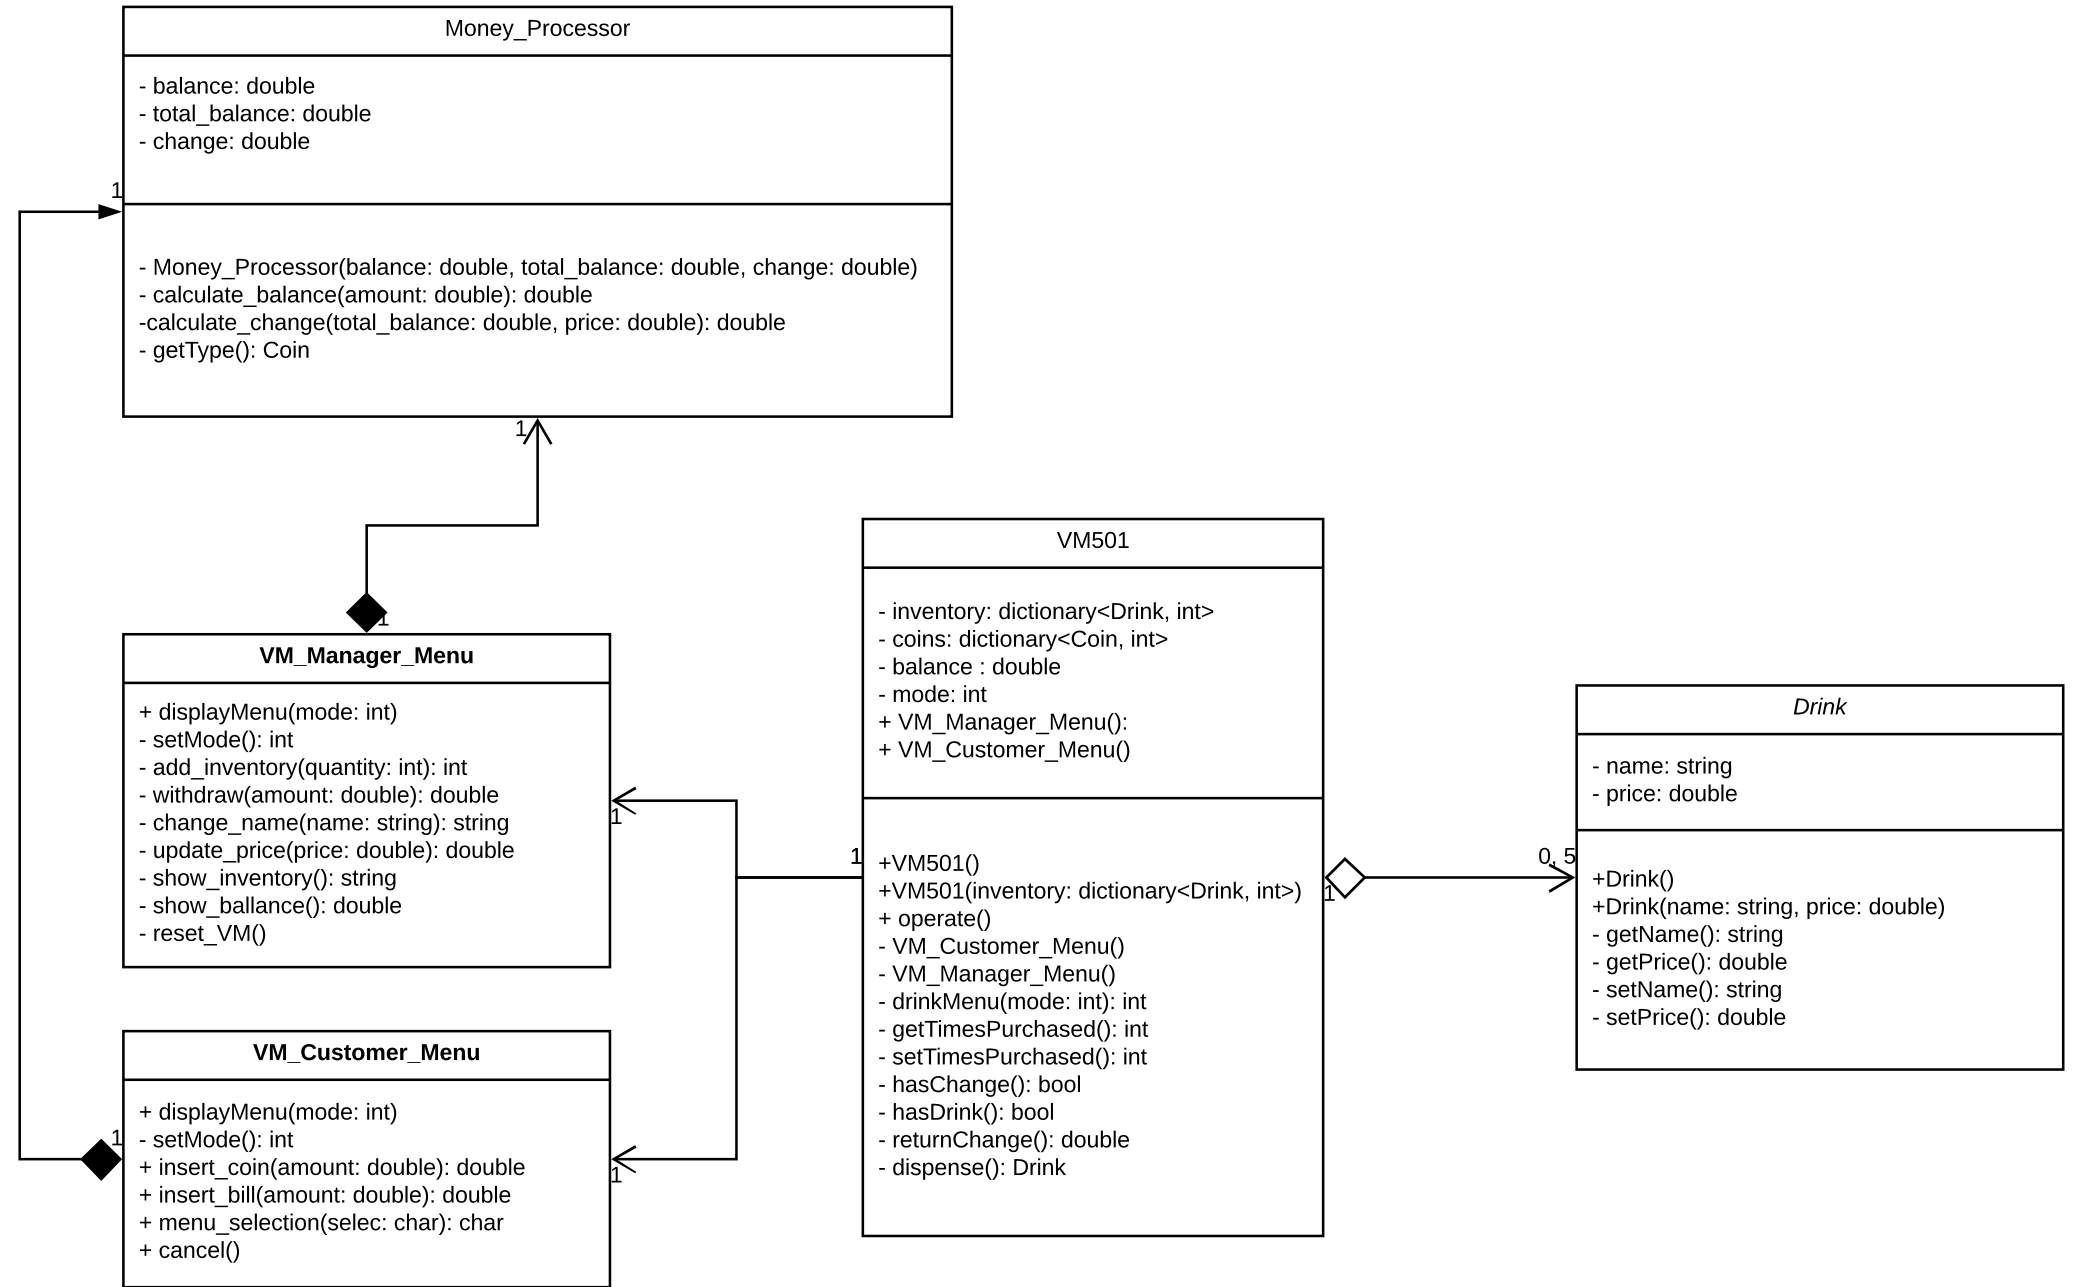 Money_Processor
- balance: double
- total_balance: double
- change: double
1
- Money_Processor(balance: double, total_balance: double, change: double)
- calculate_balance(amount: double): double
-calculate_change(total_balance: double, price: double): double
- getType(): Coin
1
1
VM_Manager_Menu
+ displayMenu(mode: int)
- setMode(): int
- add_inventory(quantity: int): int
- withdraw(amount: double): double
- change_name(name: string): string
- update_price(price: double): double
- show_inventory(): string
- show_ballance(): double
- reset_VM()
1
VM_Customer_Menu
+ displayMenu(mode: int)
- setMode(): int
+ insert_coin(amount: double): double
+ insert_bill(amount: double): double
+ menu_selection(selec: char): char
+ cancel()
1
1
VM501
- inventory: dictionary<Drink, int>
- coins: dictionary<Coin, int>
- balance : double
- mode: int
+ VM_Manager_Menu():
+ VM_Customer_Menu()
1
+VM501()
+VM501(inventory: dictionary<Drink, int>)
+ operate()
- VM_Customer_Menu()
- VM_Manager_Menu()
- drinkMenu(mode: int): int
- getTimesPurchased(): int
- setTimesPurchased(): int
- hasChange(): bool
- hasDrink(): bool
- returnChange(): double
- dispense(): Drink
1
0, 5
Drink
- name: string
- price: double
+Drink()
+Drink(name: string, price: double)
- getName(): string
- getPrice(): double
- setName(): string
- setPrice(): double